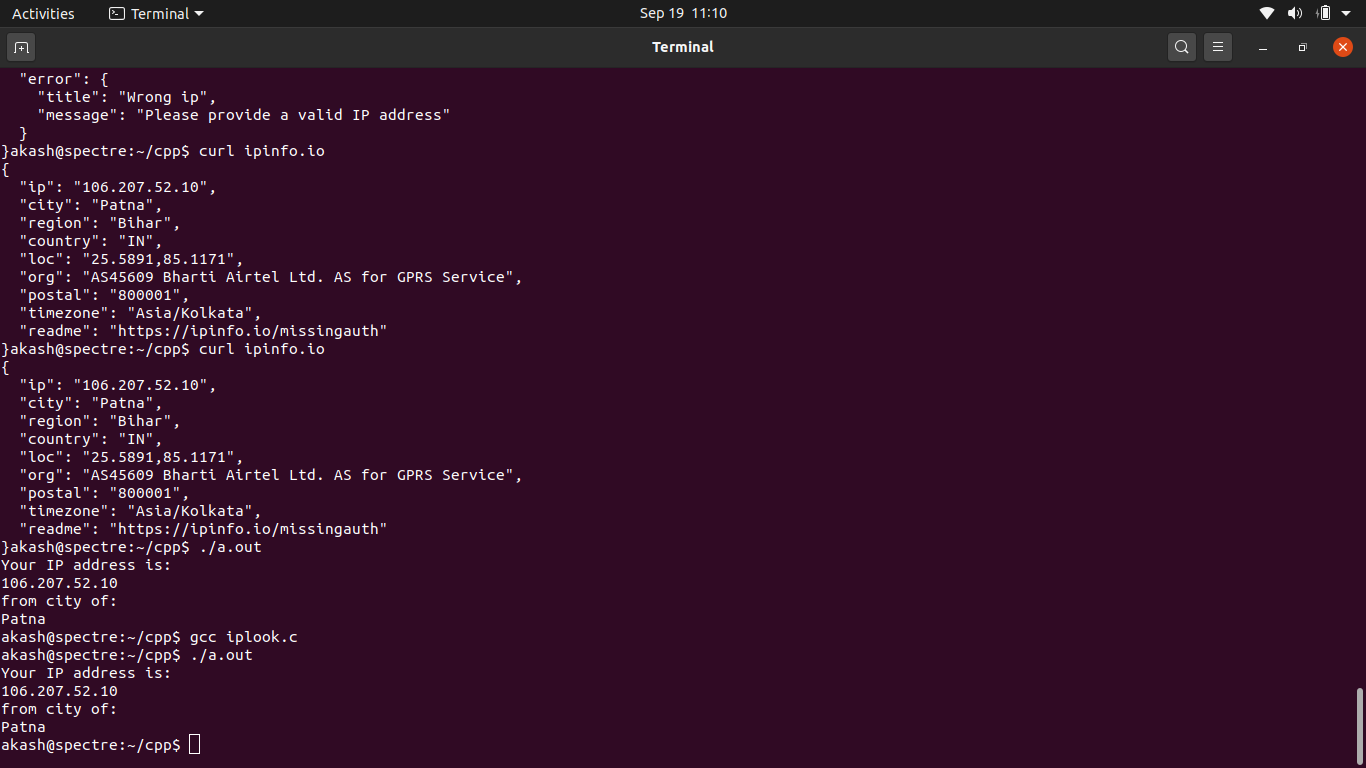 Activities Terminal Sep 19 11:10
Terminal
  "error": {
    "title": "Wrong ip",
    "message": "Please provide a valid IP address"
  }
}akash@spectre:~/cpp$ curl ipinfo.io
{
  "ip": "106.207.52.10",
  "city": "Patna",
  "region": "Bihar",
  "country": "IN",
  "loc": "25.5891,85.1171",
  "org": "AS45609 Bharti Airtel Ltd. AS for GPRS Service",
  "postal": "800001",
  "timezone": "Asia/Kolkata",
  "readme": "https://ipinfo.io/missingauth"
}akash@spectre:~/cpp$ curl ipinfo.io
{
  "ip": "106.207.52.10",
  "city": "Patna",
  "region": "Bihar",
  "country": "IN",
  "loc": "25.5891,85.1171",
  "org": "AS45609 Bharti Airtel Ltd. AS for GPRS Service",
  "postal": "800001",
  "timezone": "Asia/Kolkata",
  "readme": "https://ipinfo.io/missingauth"
}akash@spectre:~/cpp$ ./a.out
Your IP address is:
106.207.52.10
from city of:
Patna
akash@spectre:~/cpp$ gcc iplook.c
akash@spectre:~/cpp$ ./a.out
Your IP address is:
106.207.52.10
from city of:
Patna
akash@spectre:~/cpp$